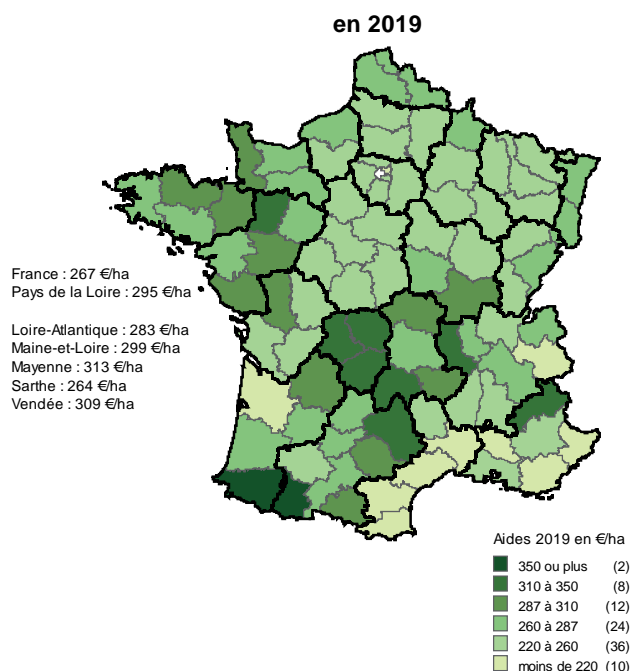 en 2019
France : 267 €/ha
Pays de la Loire : 295 €/ha
Loire-Atlantique : 283 €/ha
Maine-et-Loire : 299 €/ha
Mayenne : 313 €/ha
Sarthe : 264 €/ha
Vendée : 309 €/ha
Aides 2019 en €/ha
350 ou plus (2)
310 à 350 (8)
287 à 310 (12)
260 à 287 (24)
220 à 260 (36)
moins de 220 (10)